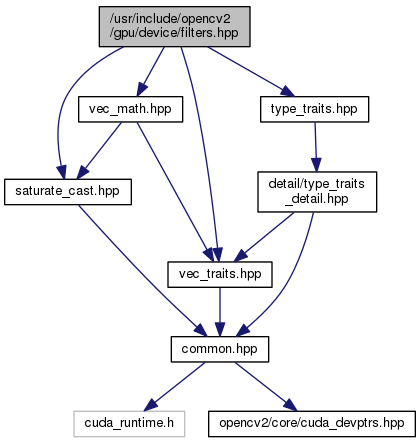 /usr/include/opencv2
/gpu/device/filters.hpp
vec_math.hpp
type_traits.hpp
saturate_cast.hpp
detail/type_traits
_detail.hpp
vec_traits.hpp
common.hpp
cuda_runtime.h
opencv2/core/cuda_devptrs.hpp